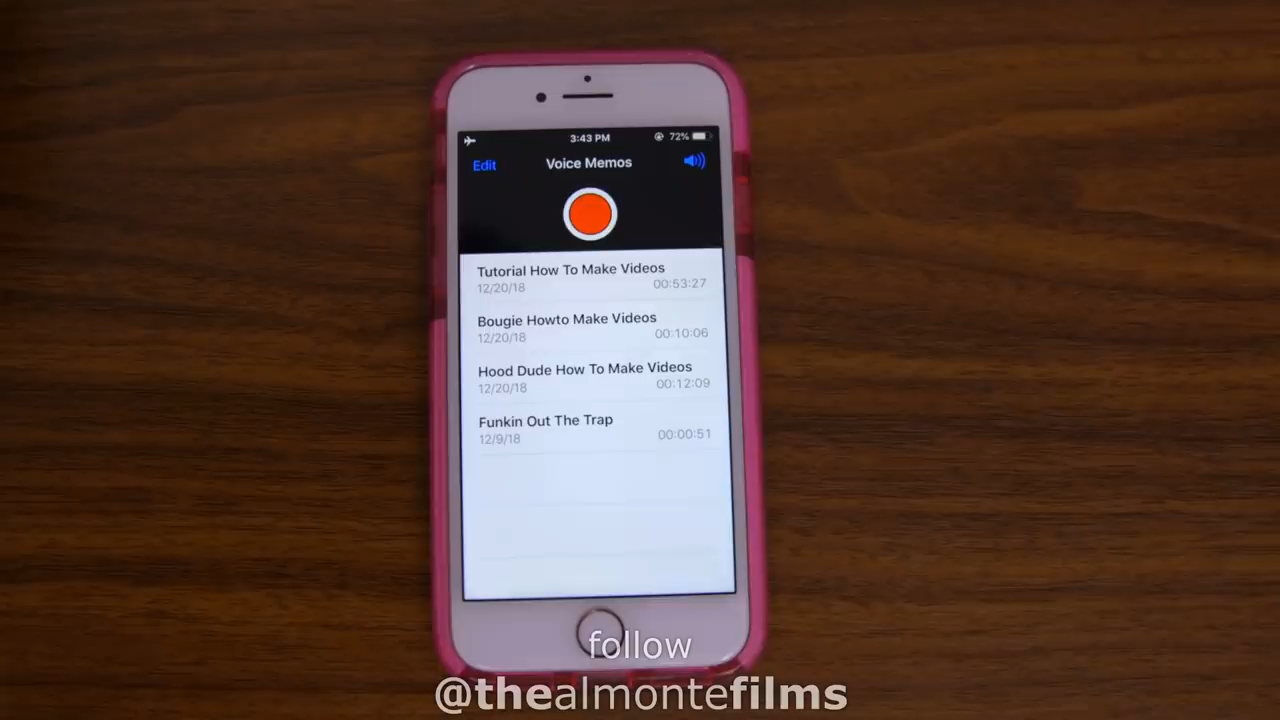 3:43 PM
72%
Edit
Voice Memos
Tutorial How To Make Videos
12/20/18
00:53:27
Bougie Howto Make Videos
12/20/18
00:10:06
Hood Dude How To Make Videos
12/20/18
00:12:09
Funkin Out The Trap
12/9/18
00:00:51
follow
@thealmontefilms